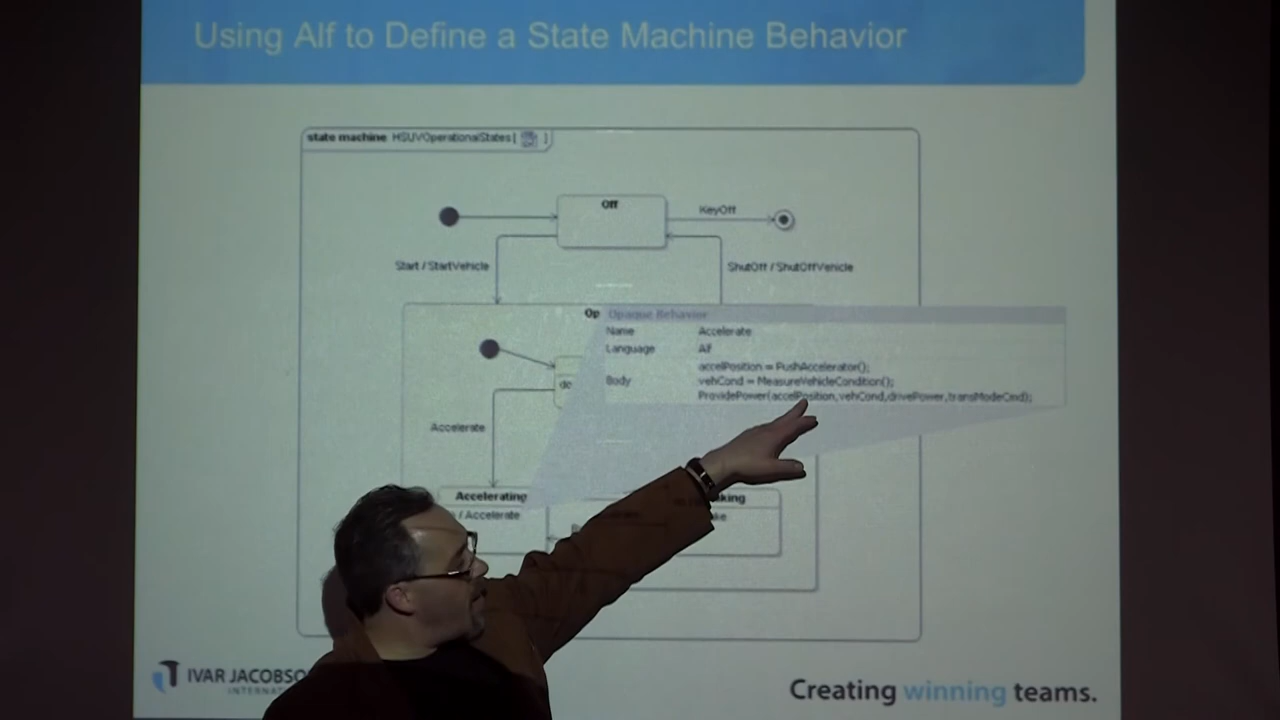 Using Alf to Define a State Machine Behavior
state machine HSUVOperationalStates[ ]
Off
KeyOff
Start / StartVehicle
ShutOff / ShutOffVehicle
Op
Opaque Behavior
Name Accelerate
Language Alf
accelPosition = PushAccelerator();
Body vehCond = MeasureVehicleCondition();
ProvidePower(accelPosition,vehCond,drivePower,transModeCmd);
Accelerate
Accelerating
/ Accelerate
IVAR JACOBSO
INTERNAT
Creating winning teams.